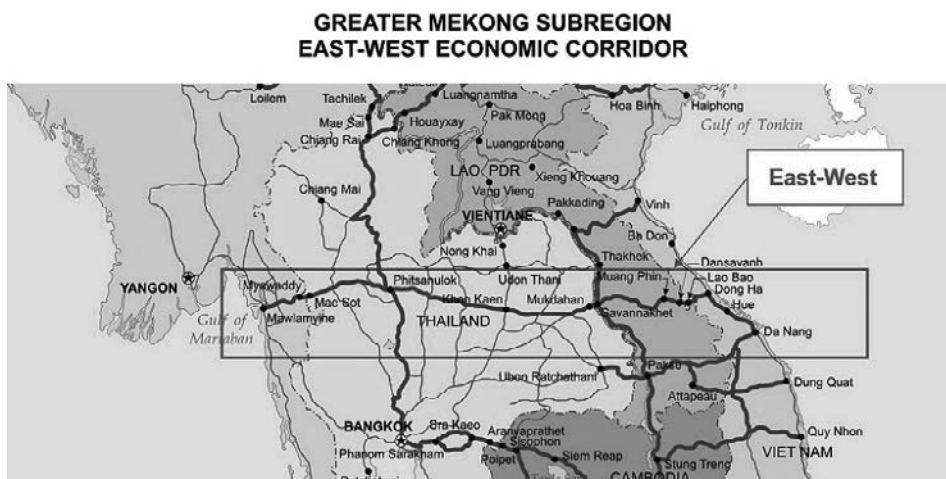 GREATER MEKONG SUBREGION
EAST-WEST ECONOMIC CORRIDOR
Loilem
Tachilek
Luangnamtha
Hoa Binh
Haiphong
Mae Sai
Houayxay
Pak Mong
Gulf of Tonkin
Chiang Rai
Chiang Khong
Luangprabang
LAO PDR
Xieng Khouang
East-West
Chiang Mai
Vang Vieng
Pakkading
Vinh
VIENTIANE
Ba Don
Nong Khai
Thakhek
Dansavanh
YANGON
Myawaddy
Phitsanulok
Udon Thani
Muang Phin
Lao Bao
Dong Ha
Mae Sot
Khon Kaen
Mukdahan
Hue
Mawlamyine
THAILAND
Savannakhet
Gulf of
Martaban
Da Nang
Ubon Ratchathani
Pakse
Dung Quat
Attapeau
BANGKOK
Sra Kaeo
Aranyaprathet
Quy Nhon
Phanom Sarakham
Sisophon
Poipet
Siem Reap
Stung Treng
VIET NAM
CAMBODIA